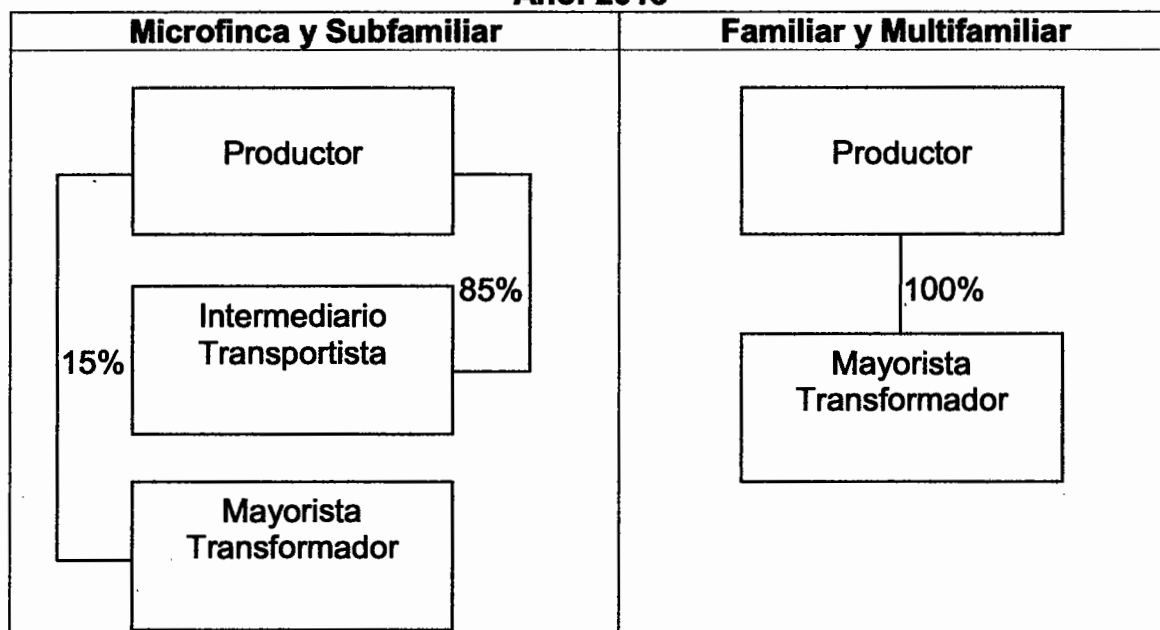 Microfinca y Subfamiliar
Familiar y Multifamiliar
Productor
85%
Intermediario
Transportista
15%
Mayorista
Transformador
Productor
100%
Mayorista
Transformador